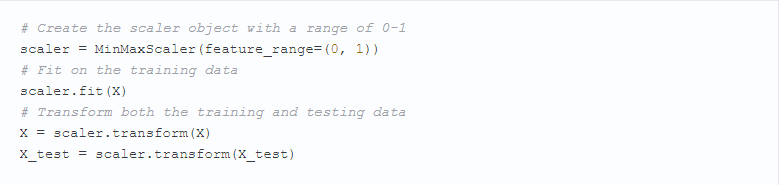 # Create the scaler object with a range of 0-1
scaler = MinMaxScaler(feature_range=(0, 1))
# Fit on the training data
scaler.fit(X)
# Transform both the training and testing data
X = scaler.transform(X)
X_test = scaler.transform(X_test)